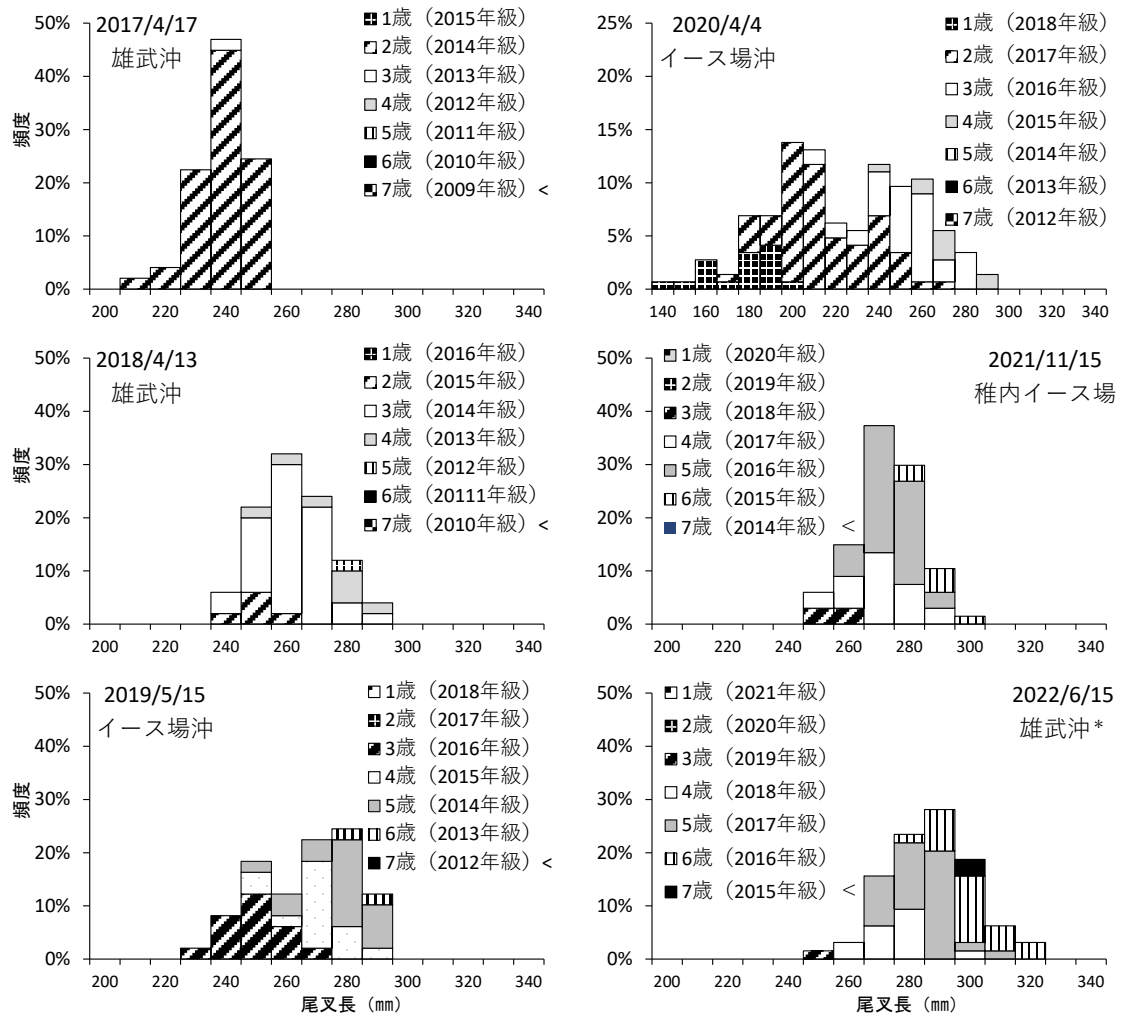 2017/4/17
雄武沖
1歳（2015年級）
2歳（2014年級）
3歳（2013年級）
4歳（2012年級）
5歳（2011年級）
6歳（2010年級）
7歳（2009年級）<
頻度
50%
40%
30%
20%
10%
0%
200 220 240 260 280 300 320 340
2020/4/4
イース場沖
1歳（2018年級）
2歳（2017年級）
3歳（2016年級）
4歳（2015年級）
5歳（2014年級）
6歳（2013年級）
7歳（2012年級）
25%
20%
15%
10%
5%
0%
140 160 180 200 220 240 260 280 300 320 340
2018/4/13
雄武沖
1歳（2016年級）
2歳（2015年級）
3歳（2014年級）
4歳（2013年級）
5歳（2012年級）
6歳（20111年級）
7歳（2010年級）<
頻度
50%
40%
30%
20%
10%
0%
200 220 240 260 280 300 320 340
2021/11/15
稚内イース場
1歳（2020年級）
2歳（2019年級）
3歳（2018年級）
4歳（2017年級）
5歳（2016年級）
6歳（2015年級）
7歳（2014年級）<
50%
40%
30%
20%
10%
0%
200 220 240 260 280 300 320 340
2019/5/15
イース場沖
1歳（2018年級）
2歳（2017年級）
3歳（2016年級）
4歳（2015年級）
5歳（2014年級）
6歳（2013年級）
7歳（2012年級）<
頻度
50%
40%
30%
20%
10%
0%
200 220 240 260 280 300 320 340
尾叉長（㎜）
2022/6/15
雄武沖*
1歳（2021年級）
2歳（2020年級）
3歳（2019年級）
4歳（2018年級）
5歳（2017年級）
6歳（2016年級）
7歳（2015年級）<
50%
40%
30%
20%
10%
0%
200 220 240 260 280 300 320 340
尾叉長（㎜）